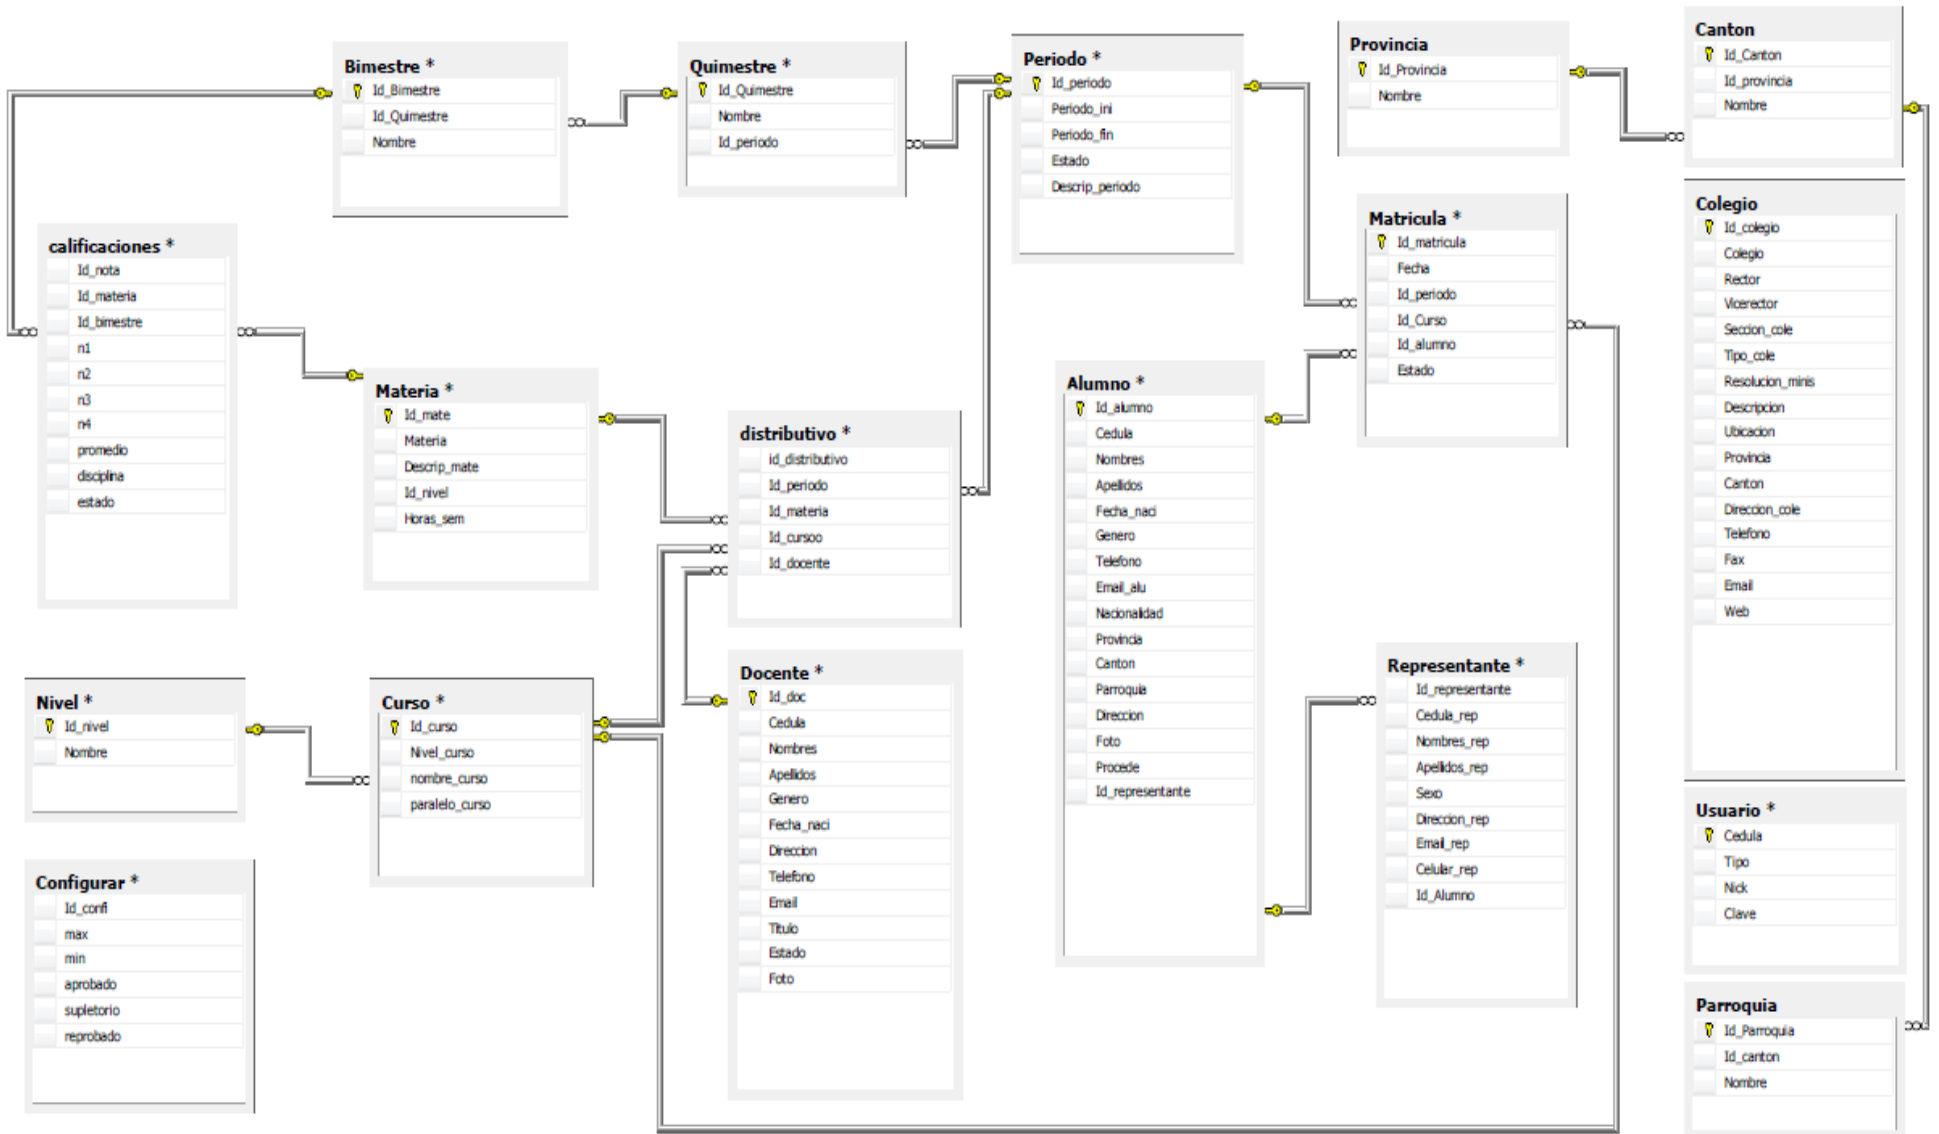 Bimestre *
Id_Bimestre
Id_Quimestre
Nombre
Quimestre *
Id_Quimestre
Nombre
Id_periodo
Periodo *
Id_periodo
Periodo_ini
Periodo_fin
Estado
Descrip_periodo
Provincia
Id_Provincia
Nombre
Canton
Id_Canton
Id_provincia
Nombre
calificaciones *
Id_nota
Id_materia
Id_bimestre
n1
n2
n3
n4
promedio
disciplina
estado
Materia *
Id_mate
Materia
Descrip_mate
Id_nivel
Horas_sem
distributivo *
id_distributivo
Id_periodo
Id_materia
Id_cursoo
Id_docente
Alumno *
Id_alumno
Cedula
Nombres
Apellidos
Fecha_naci
Genero
Telefono
Email_alu
Nacionalidad
Provincia
Canton
Parroquia
Direccion
Foto
Procede
Id_representante
Matricula *
Id_matricula
Fecha
Id_periodo
Id_Curso
Id_alumno
Estado
Colegio
Id_colegio
Colegio
Rector
Vicerector
Seccion_cole
Tipo_cole
Resolucion_minis
Descripcion
Ubicacion
Provincia
Canton
Direccion_cole
Telefono
Fax
Email
Web
Nivel *
Id_nivel
Nombre
Curso *
Id_curso
Nivel_curso
nombre_curso
paralelo_curso
Docente *
Id_doc
Cedula
Nombres
Apellidos
Genero
Fecha_naci
Direccion
Telefono
Email
Titulo
Estado
Foto
Representante *
Id_representante
Cedula_rep
Nombres_rep
Apellidos_rep
Sexo
Direccion_rep
Email_rep
Celular_rep
Id_Alumno
Configurar *
Id_confi
max
min
aprobado
supletorio
reprobado
Usuario *
Cedula
Tipo
Nick
Clave
Parroquia
Id_Parroquia
Id_canton
Nombre